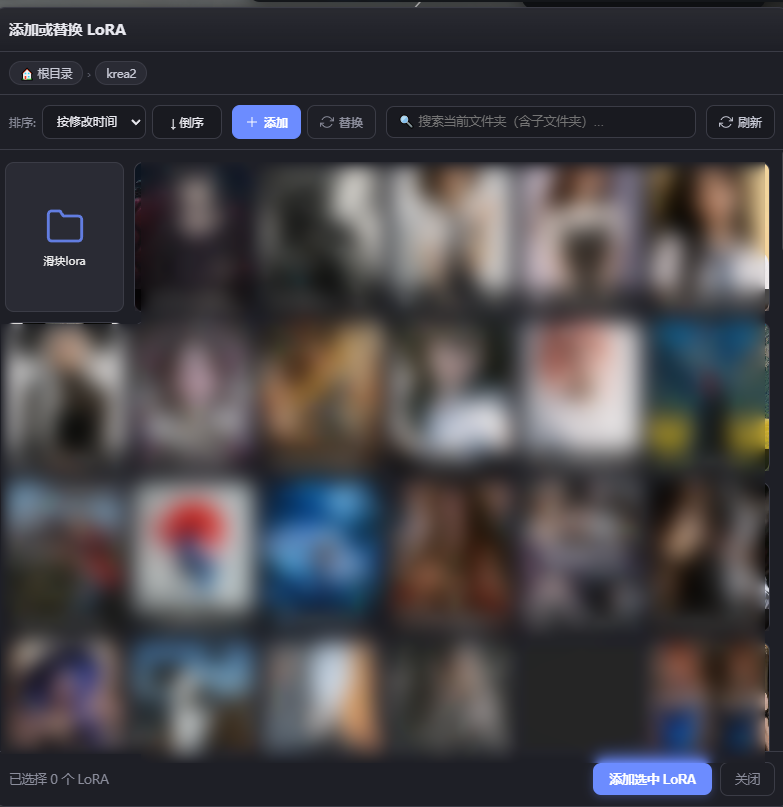 添加或替换 LoRA
根目录 › krea2
排序: 按修改时间 ↓倒序 + 添加 替换 搜索当前文件夹（含子文件夹）... 刷新
滑块lora
已选择 0 个 LoRA 添加选中 LoRA 关闭